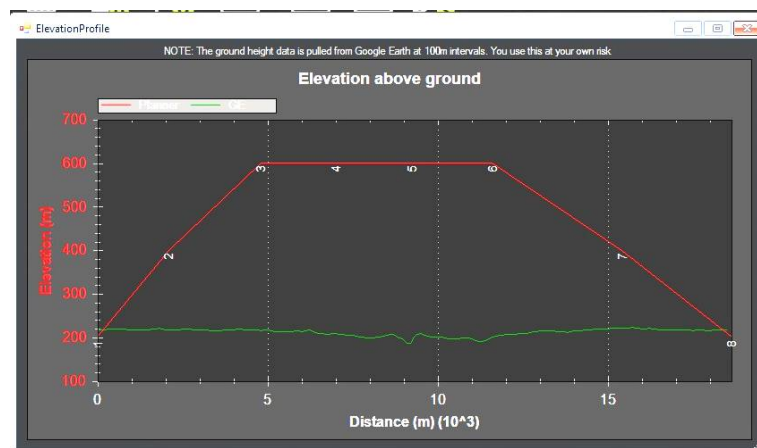 ElevationProfile
NOTE: The ground height data is pulled from Google Earth at 100m intervals. You use this at your own risk
Elevation above ground
Planner GE
700
600
500
400
300
200
100
Elevation (m)
1
2
3
4
5
6
7
8
0 5 10 15
Distance (m) (10^3)